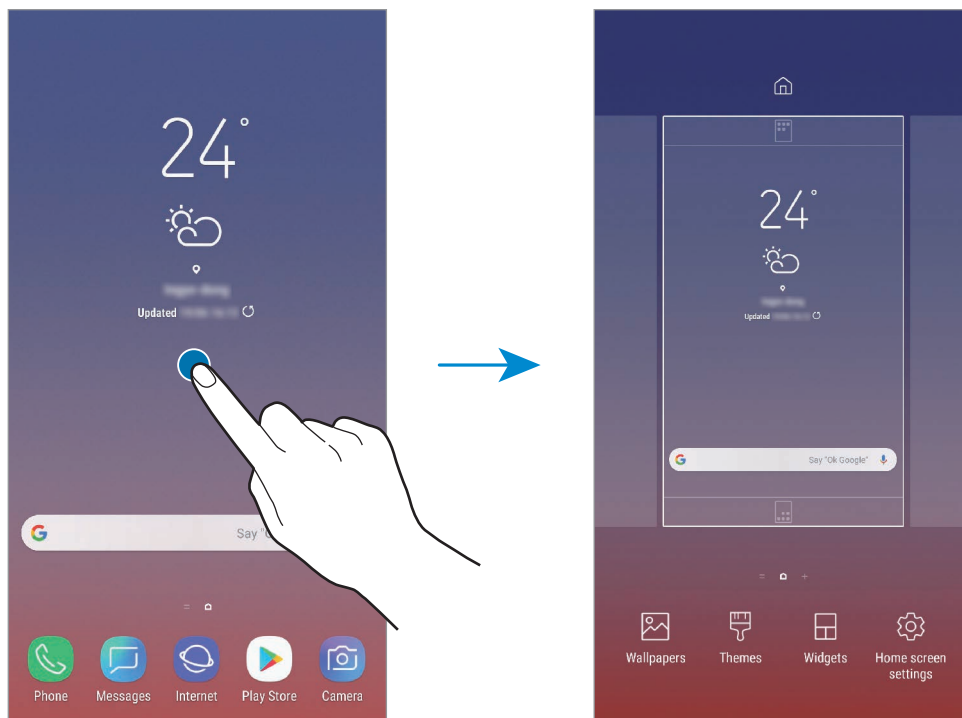 24°
Updated
Say "O
Phone
Messages
Internet
Play Store
Camera
24°
Updated
Say "Ok Google"
Wallpapers
Themes
Widgets
Home screen
settings